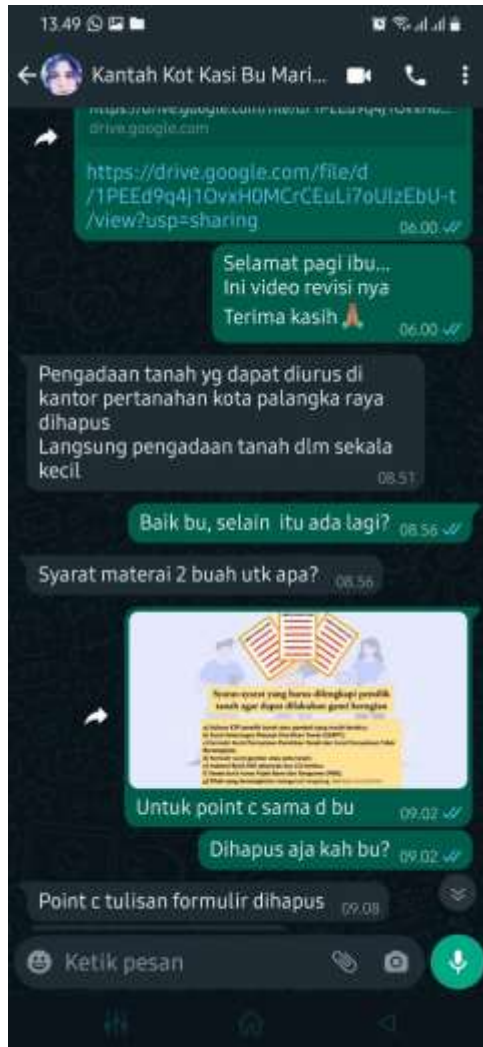 13.49
Kantah Kot Kasi Bu Mari...
drive.google.com
https://drive.google.com/file/d
/1PEEd9q4j1OvxH0MCrCEuLi7oUlzEbU-t
/view?usp=sharing
06.00
Selamat pagi ibu...
Ini video revisi nya
Terima kasih 🙏
06.00
Pengadaan tanah yg dapat diurus di
kantor pertanahan kota palangka raya
dihapus
Langsung pengadaan tanah dlm sekala
kecil
08.51
Baik bu, selain itu ada lagi? 08.56
Syarat materai 2 buah utk apa? 08.56
Syarat-syarat yang harus dilengkapi pemilik
tanah agar dapat dilakukan ganti kerugian
Untuk point c sama d bu 09.02
Dihapus aja kah bu? 09.02
Point c tulisan formulir dihapus 09.08
Ketik pesan